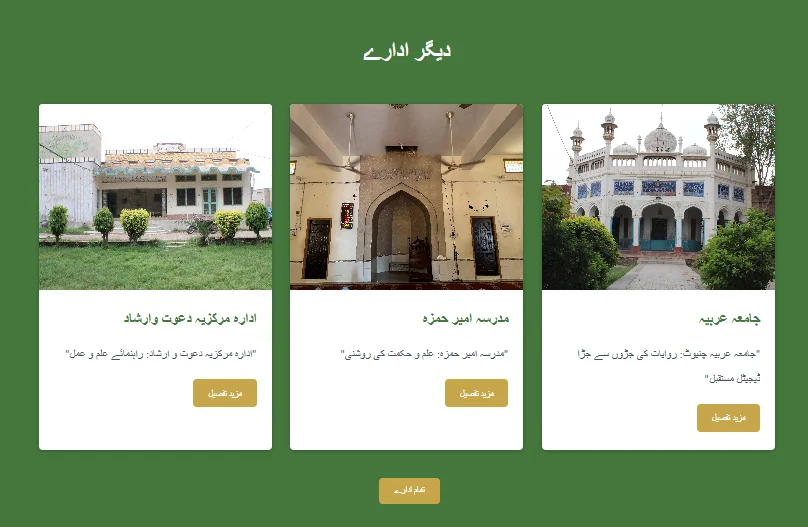 دیگر ادارے
جامعہ عربیہ
"جامعہ عربیہ چنیوٹ: روایات کی جڑوں سے جڑا
ڈیجیٹل مستقبل"
مزید تفصیل
مدرسہ امیر حمزہ
"مدرسہ امیر حمزہ: علم و حکمت کی روشنی"
مزید تفصیل
ادارہ مرکزیہ دعوت وارشاد
"ادارہ مرکزیہ دعوت و ارشاد: راہنمائے علم و عمل"
مزید تفصیل
تمام ادارے